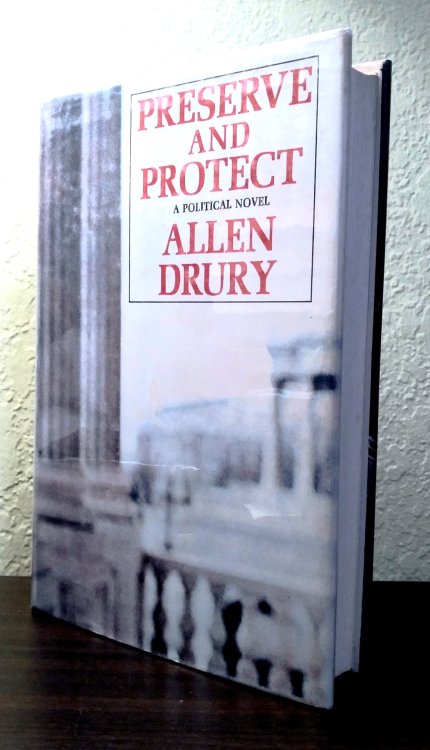 PRESERVE
AND
PROTECT
A POLITICAL NOVEL
ALLEN
DRURY